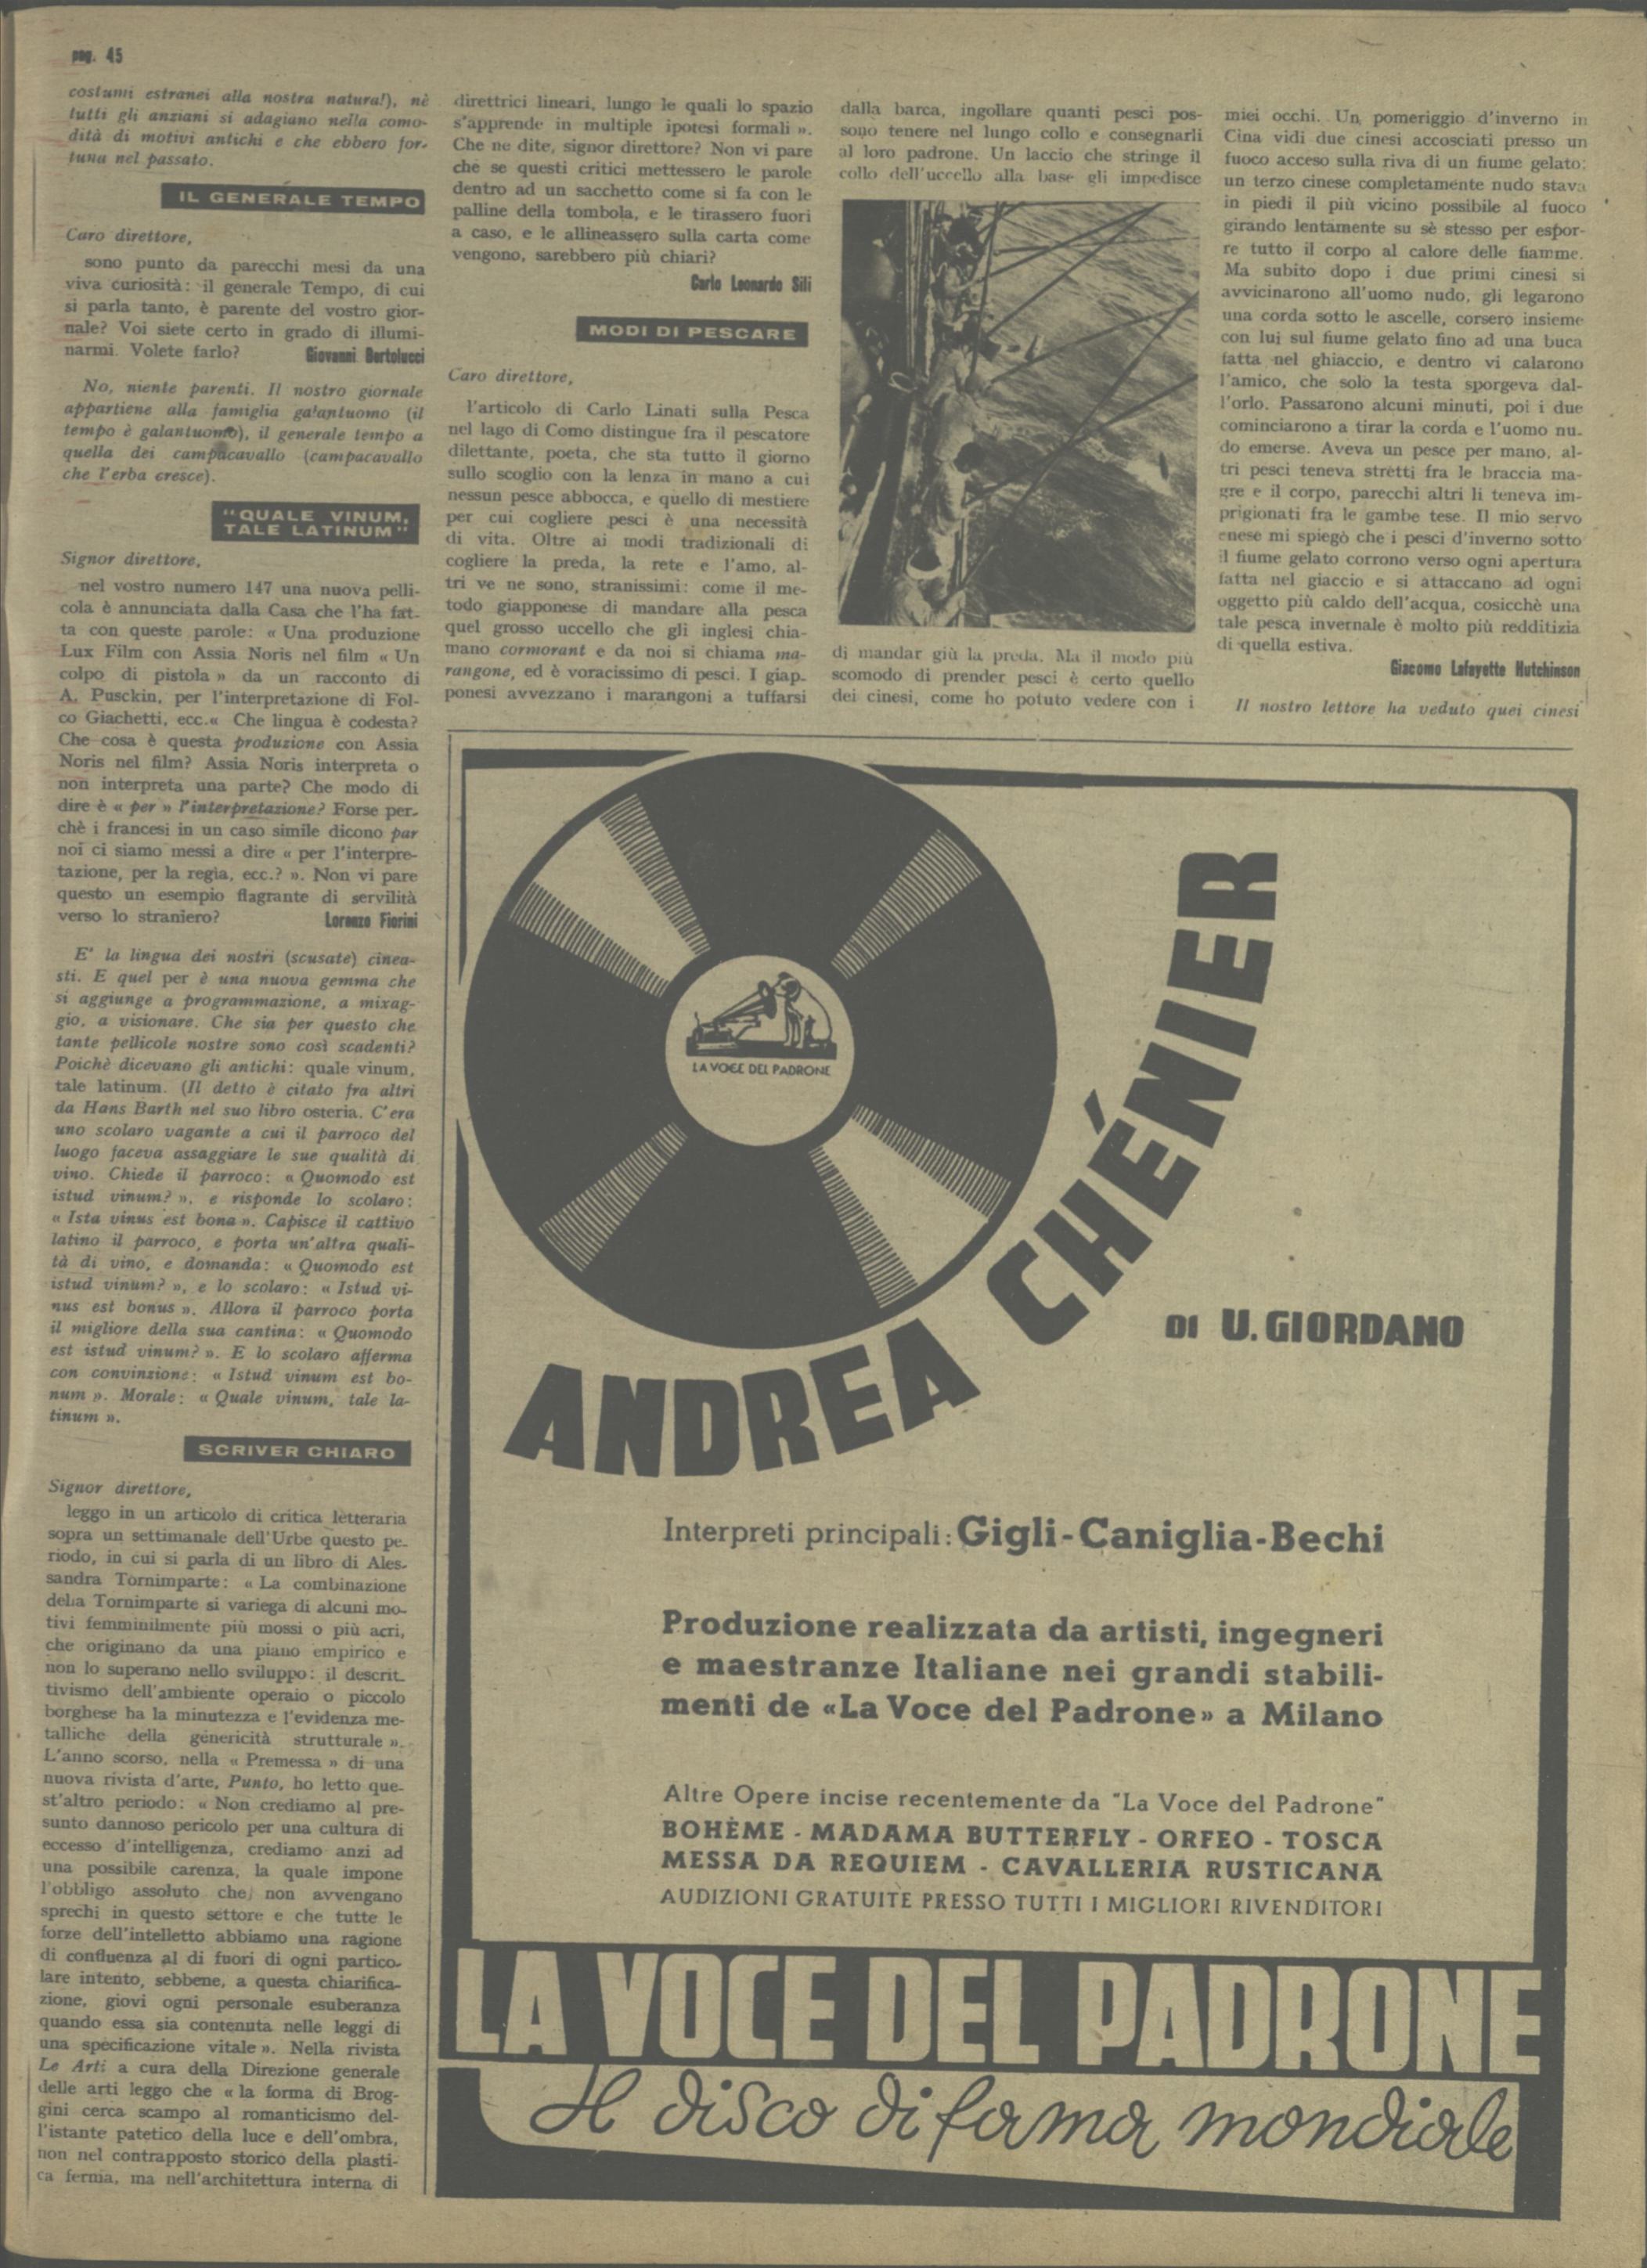 pag. 45
costumi estranei alla nostra natura!), nè
tutti gli anziani si adagiano nella como-
dità di motivi antichi e che ebbero for-
tuna nel passato.
IL GENERALE TEMPO
Caro direttore,
sono punto da parecchi mesi da una
viva curiosità: il generale Tempo, di cui
si parla tanto, è parente del vostro gior-
nale? Voi siete certo in grado di illumi-
narmi. Volete farlo? Giovanni Bertolucci
No, niente parenti. Il nostro giornale
appartiene alla famiglia galantuomo (il
tempo è galantuomo), il generale tempo a
quella dei campacavallo (campacavallo
che l'erba cresce).
"QUALE VINUM,
TALE LATINUM"
Signor direttore,
nel vostro numero 147 una nuova pelli-
cola è annunciata dalla Casa che l'ha fat-
ta con queste parole: « Una produzione
Lux Film con Assia Noris nel film « Un
colpo di pistola » da un racconto di
A. Pusckin, per l'interpretazione di Fol-
co Giachetti, ecc.« Che lingua è codesta?
Che cosa è questa produzione con Assia
Noris nel film? Assia Noris interpreta o
non interpreta una parte? Che modo di
dire è « per » l'interpretazione? Forse per-
chè i francesi in un caso simile dicono par
noi ci siamo messi a dire « per l'interpre-
tazione, per la regia, ecc.? ». Non vi pare
questo un esempio flagrante di servilità
verso lo straniero? Lorenzo Fiorini
E' la lingua dei nostri (scusate) cinea-
sti. E quel per è una nuova gemma che
si aggiunge a programmazione, a mixag-
gio, a visionare. Che sia per questo che
tante pellicole nostre sono così scadenti?
Poichè dicevano gli antichi: quale vinum,
tale latinum. (Il detto è citato fra altri
da Hans Barth nel suo libro osteria. C'era
uno scolaro vagante a cui il parroco del
luogo faceva assaggiare le sue qualità di
vino. Chiede il parroco: « Quomodo est
istud vinum? », e risponde lo scolaro:
« Ista vinus est bona ». Capisce il cattivo
latino il parroco, e porta un'altra quali-
tà di vino, e domanda: « Quomodo est
istud vinum? », e lo scolaro: « Istud vi-
nus est bonus ». Allora il parroco porta
il migliore della sua cantina: « Quomodo
est istud vinum? ». E lo scolaro afferma
con convinzione: « Istud vinum est bo-
num ». Morale: « Quale vinum, tale la-
tinum ».
SCRIVER CHIARO
Signor direttore,
leggo in un articolo di critica letteraria
sopra un settimanale dell'Urbe questo pe-
riodo, in cui si parla di un libro di Ales-
sandra Tornimparte: « La combinazione
della Tornimparte si variega di alcuni mo-
tivi femminilmente più mossi o più acri,
che originano da una piano empirico e
non lo superano nello sviluppo: il descrit-
tivismo dell'ambiente operaio o piccolo
borghese ha la minutezza e l'evidenza me-
talliche della genericità strutturale ».
L'anno scorso, nella « Premessa » di una
nuova rivista d'arte, Punto, ho letto que-
st'altro periodo: « Non crediamo al pre-
sunto dannoso pericolo per una cultura di
eccesso d'intelligenza, crediamo anzi ad
una possibile carenza, la quale impone
l'obbligo assoluto che non avvengano
sprechi in questo settore e che tutte le
forze dell'intelletto abbiamo una ragione
di confluenza al di fuori di ogni partico-
lare intento, sebbene, a questa chiarifica-
zione, giovi ogni personale esuberanza
quando essa sia contenuta nelle leggi di
una specificazione vitale ». Nella rivista
Le Arti a cura della Direzione generale
delle arti leggo che « la forma di Brog-
gini cerca scampo al romanticismo del-
l'istante patetico della luce e dell'ombra,
non nel contrapposto storico della plasti-
ca fernia, ma nell'architettura interna di
direttrici lineari, lungo le quali lo spazio
s'apprende in multiple ipotesi formali ».
Che ne dite, signor direttore? Non vi pare
che se questi critici mettessero le parole
dentro ad un sacchetto come si fa con le
palline della tombola, e le tirassero fuori
a caso, e le allineassero sulla carta come
vengono, sarebbero più chiari?
Carlo Leonardo Sili
MODI DI PESCARE
Caro direttore,
l'articolo di Carlo Linati sulla Pesca
nel lago di Como distingue fra il pescatore
dilettante, poeta, che sta tutto il giorno
sullo scoglio con la lenza in mano a cui
nessun pesce abbocca, e quello di mestiere
per cui cogliere pesci è una necessità
di vita. Oltre ai modi tradizionali di
cogliere la preda, la rete e l'amo, al-
tri ve ne sono, stranissimi: come il me-
todo giapponese di mandare alla pesca
quel grosso uccello che gli inglesi chia-
mano cormorant e da noi si chiama ma-
rangone, ed è voracissimo di pesci. I giap-
ponesi avvezzano i marangoni a tuffarsi
dalla barca, ingollare quanti pesci pos-
sono tenere nel lungo collo e consegnarli
al loro padrone. Un laccio che stringe il
collo dell'uccello alla base gli impedisce
di mandar giù la preda. Ma il modo più
scomodo di prender pesci è certo quello
dei cinesi, come ho potuto vedere con i
miei occhi. Un pomeriggio d'inverno in
Cina vidi due cinesi accosciati presso un
fuoco acceso sulla riva di un fiume gelato:
un terzo cinese completamente nudo stava
in piedi il più vicino possibile al fuoco
girando lentamente su sè stesso per espor-
re tutto il corpo al calore delle fiamme.
Ma subito dopo i due primi cinesi si
avvicinarono all'uomo nudo, gli legarono
una corda sotto le ascelle, corsero insieme
con lui sul fiume gelato fino ad una buca
fatta nel ghiaccio, e dentro vi calarono
l'amico, che solo la testa sporgeva dal-
l'orlo. Passarono alcuni minuti, poi i due
cominciarono a tirar la corda e l'uomo nu-
do emerse. Aveva un pesce per mano, al-
tri pesci teneva stretti fra le braccia ma-
gre e il corpo, parecchi altri li teneva im-
prigionati fra le gambe tese. Il mio servo
cnese mi spiegò che i pesci d'inverno sotto
il fiume gelato corrono verso ogni apertura
fatta nel giaccio e si attaccano ad ogni
oggetto più caldo dell'acqua, cosicchè una
tale pesca invernale è molto più redditizia
di quella estiva.
Giacomo Lafayette Hutchinson
Il nostro lettore ha veduto quei cinesi
LA VOCE DEL PADRONE
ANDREA CHÉNIER
DI U. GIORDANO
Interpreti principali: Gigli-Caniglia-Bechi
Produzione realizzata da artisti, ingegneri
e maestranze Italiane nei grandi stabili-
menti de «La Voce del Padrone» a Milano
Altre Opere incise recentemente da "La Voce del Padrone"
BOHÈME - MADAMA BUTTERFLY - ORFEO - TOSCA
MESSA DA REQUIEM - CAVALLERIA RUSTICANA
AUDIZIONI GRATUITE PRESSO TUTTI I MIGLIORI RIVENDITORI
LA VOCE DEL PADRONE
Il disco di fama mondiale